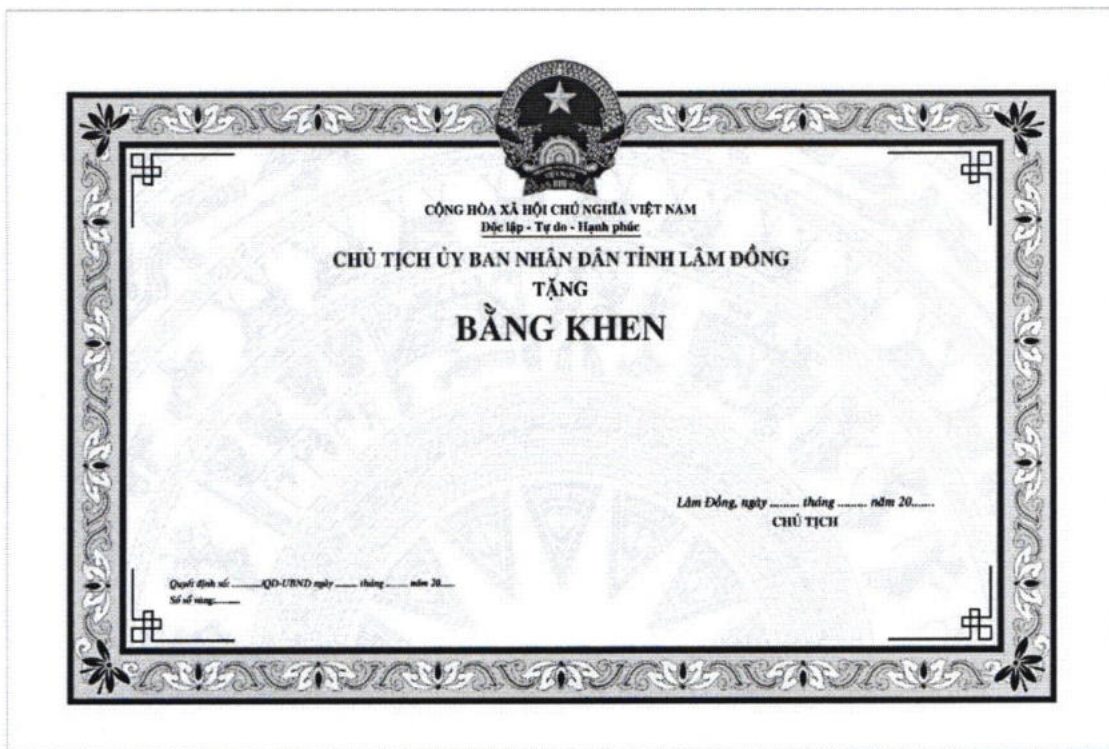 VIỆT NAM
CỘNG HÒA XÃ HỘI CHỦ NGHĨA VIỆT NAM
Độc lập - Tự do - Hạnh phúc
CHỦ TỊCH ỦY BAN NHÂN DÂN TỈNH LÂM ĐỒNG
TẶNG
BẰNG KHEN
Lâm Đồng, ngày ......... tháng ......... năm 20.......
CHỦ TỊCH
Quyết định số: ........../QĐ-UBND ngày ....... tháng ....... năm 20.....
Số sổ vàng:.........